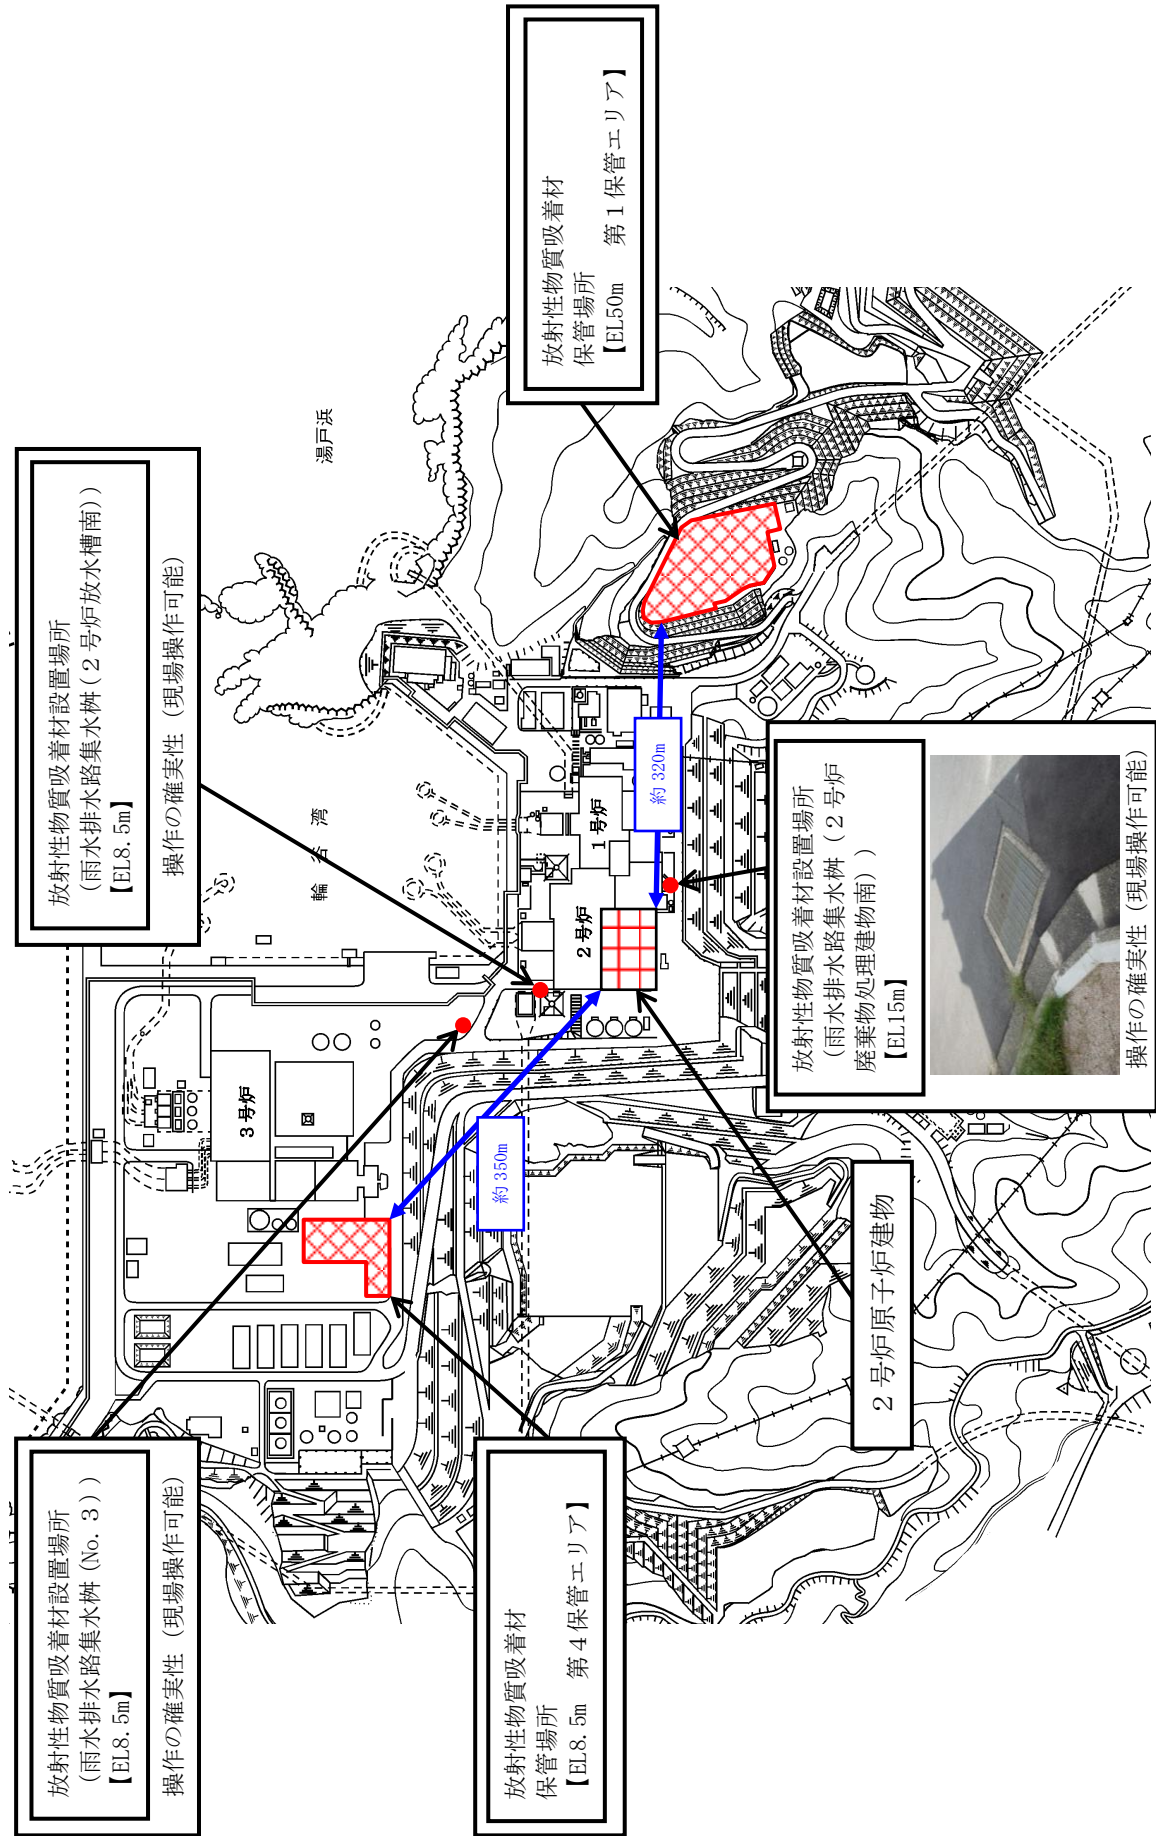 放射性物質吸着材設置場所
(雨水排水路集水桝(No. 3))
【EL8. 5m】
操作の確実性(現場操作可能)
放射性物質吸着材設置場所
(雨水排水路集水桝(2号炉放水槽南))
【EL8. 5m】
操作の確実性(現場操作可能)
湯戸浜
輪谷湾
放射性物質吸着材
保管場所
【EL50m 第1保管エリア】
3号炉
2号炉
1号炉
約350m
約320m
放射性物質吸着材
保管場所
【EL8. 5m 第4保管エリア】
2号炉原子炉建物
放射性物質吸着材設置場所
(雨水排水路集水桝(2号炉
廃棄物処理建物南))
【EL15m】
操作の確実性(現場操作可能)